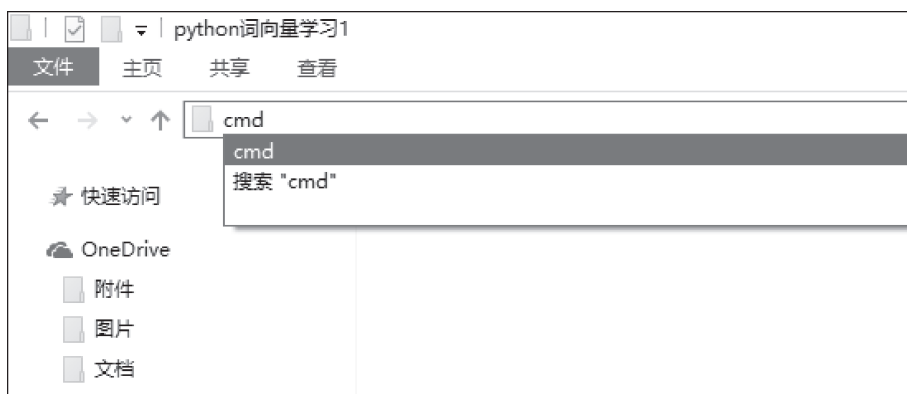 python词向量学习1
文件 主页 共享 查看
cmd
cmd
搜索 "cmd"
快速访问
OneDrive
附件
图片
文档